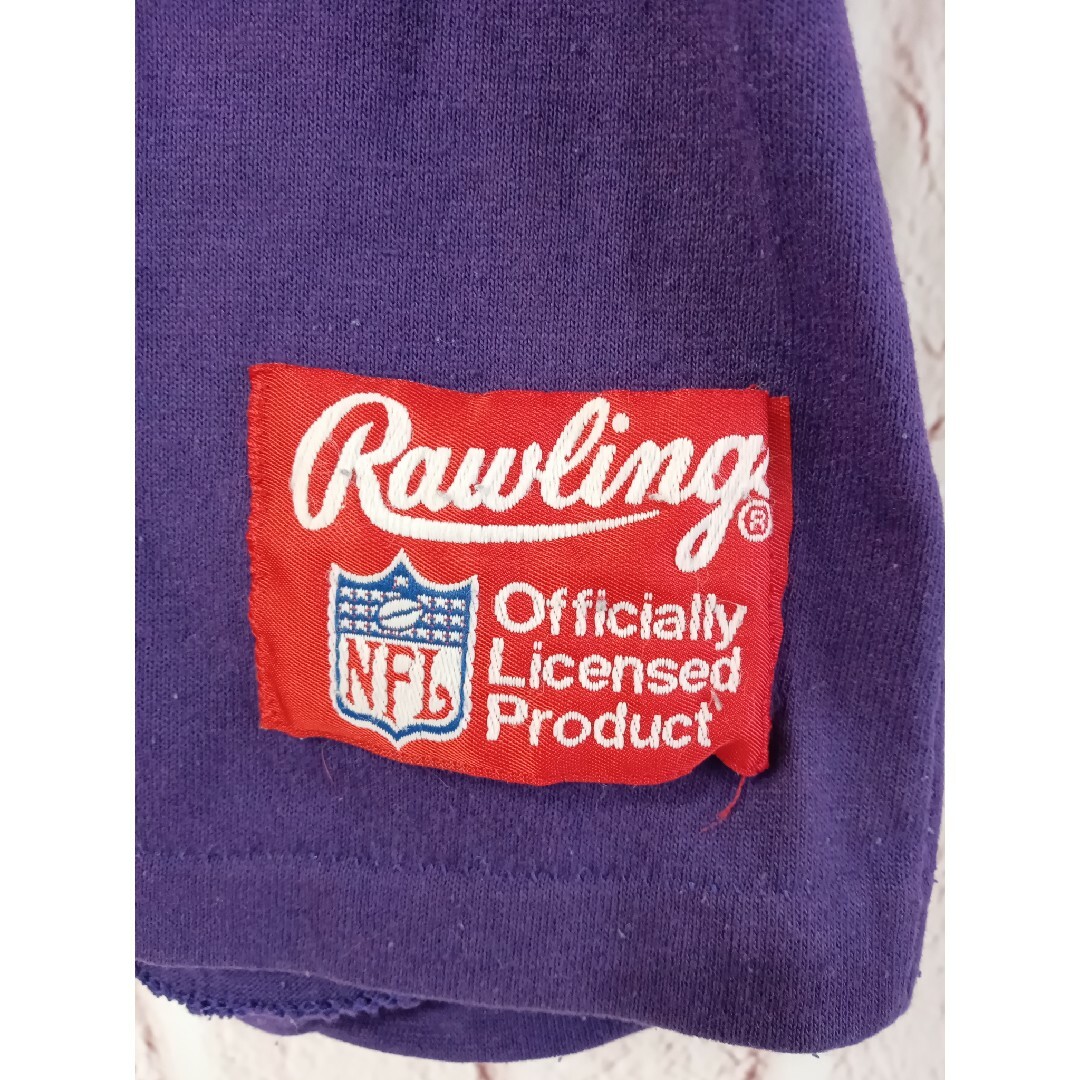 Rawlings
®
NFL
Officially
Licensed
Product